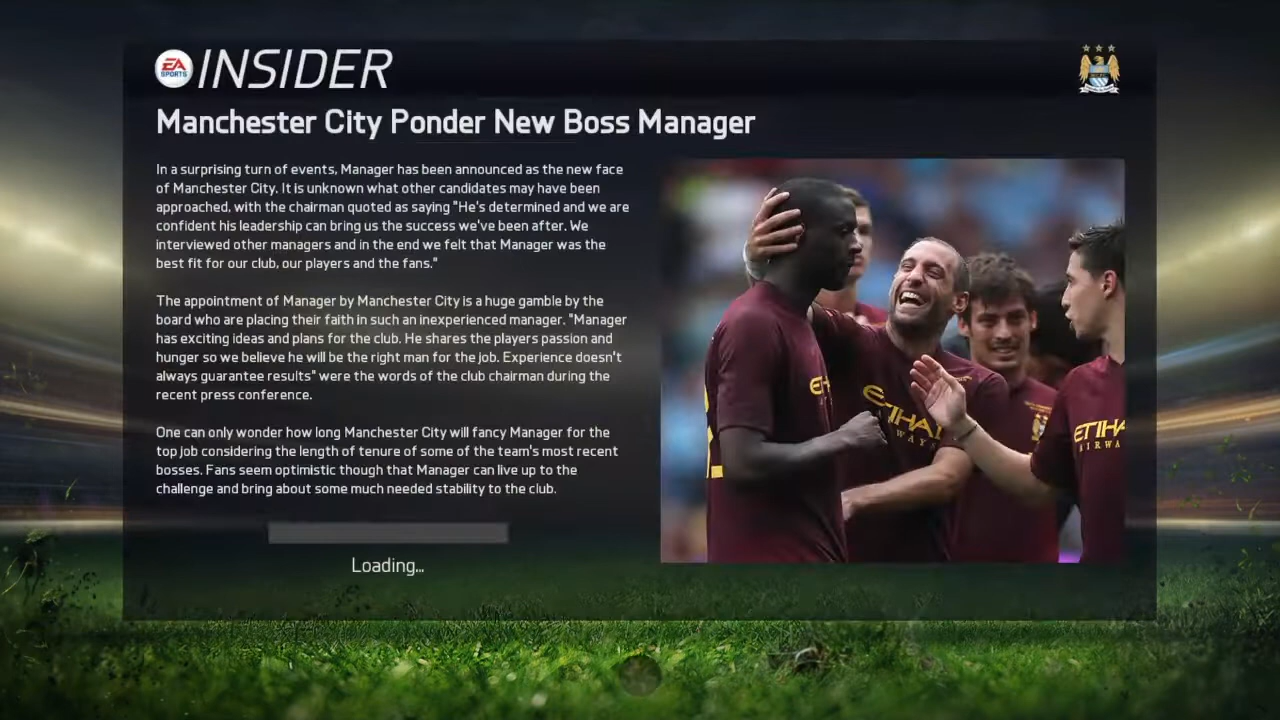 EA
SPORTS
INSIDER
Manchester City Ponder New Boss Manager
In a surprising turn of events, Manager has been announced as the new face
of Manchester City. It is unknown what other candidates may have been
approached, with the chairman quoted as saying "He's determined and we are
confident his leadership can bring us the success we've been after. We
interviewed other managers and in the end we felt that Manager was the
best fit for our club, our players and the fans."
The appointment of Manager by Manchester City is a huge gamble by the
board who are placing their faith in such an inexperienced manager. "Manager
has exciting ideas and plans for the club. He shares the players passion and
hunger so we believe he will be the right man for the job. Experience doesn't
always guarantee results" were the words of the club chairman during the
recent press conference.
One can only wonder how long Manchester City will fancy Manager for the
top job considering the length of tenure of some of the team's most recent
bosses. Fans seem optimistic though that Manager can live up to the
challenge and bring about some much needed stability to the club.
Loading...
ETIHA
WAYS
ETIHA
AIRWA